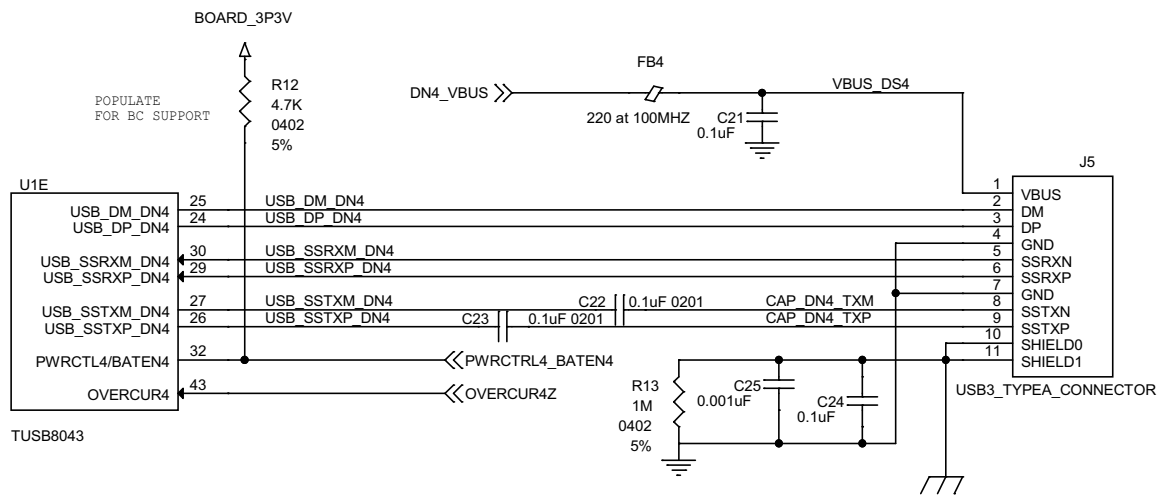 BOARD_3P3V
POPULATE
FOR BC SUPPORT
R12
4.7K
0402
5%
DN4_VBUS
FB4
220 at 100MHZ
VBUS_DS4
C21
0.1uF
J5
U1E
USB_DM_DN4 25 USB_DM_DN4
USB_DP_DN4 24 USB_DP_DN4
USB_SSRXM_DN4 30 USB_SSRXM_DN4
USB_SSRXP_DN4 29 USB_SSRXP_DN4
USB_SSTXM_DN4 27 USB_SSTXM_DN4 C22 0.1uF 0201 CAP_DN4_TXM
USB_SSTXP_DN4 26 USB_SSTXP_DN4 C23 0.1uF 0201 CAP_DN4_TXP
PWRCTL4/BATEN4 32 PWRCTRL4_BATEN4
OVERCUR4 43 OVERCUR4Z
TUSB8043
1 VBUS
2 DM
3 DP
4 GND
5 SSRXN
6 SSRXP
7 GND
8 SSTXN
9 SSTXP
10 SHIELD0
11 SHIELD1
USB3_TYPEA_CONNECTOR
R13
1M
0402
5%
C25
0.001uF
C24
0.1uF